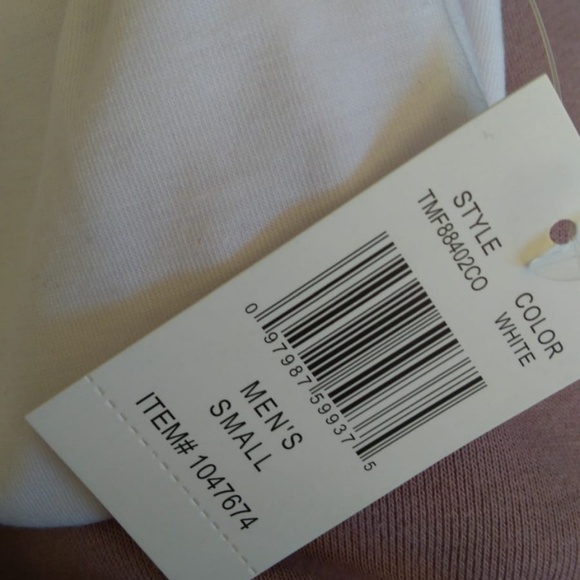 STYLE
TMF88402CO
COLOR
WHITE
0 97987 59937 5
MEN'S
SMALL
ITEM# 1047674